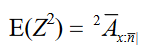 E(Z²) = ²A̅ₓ:n̅|